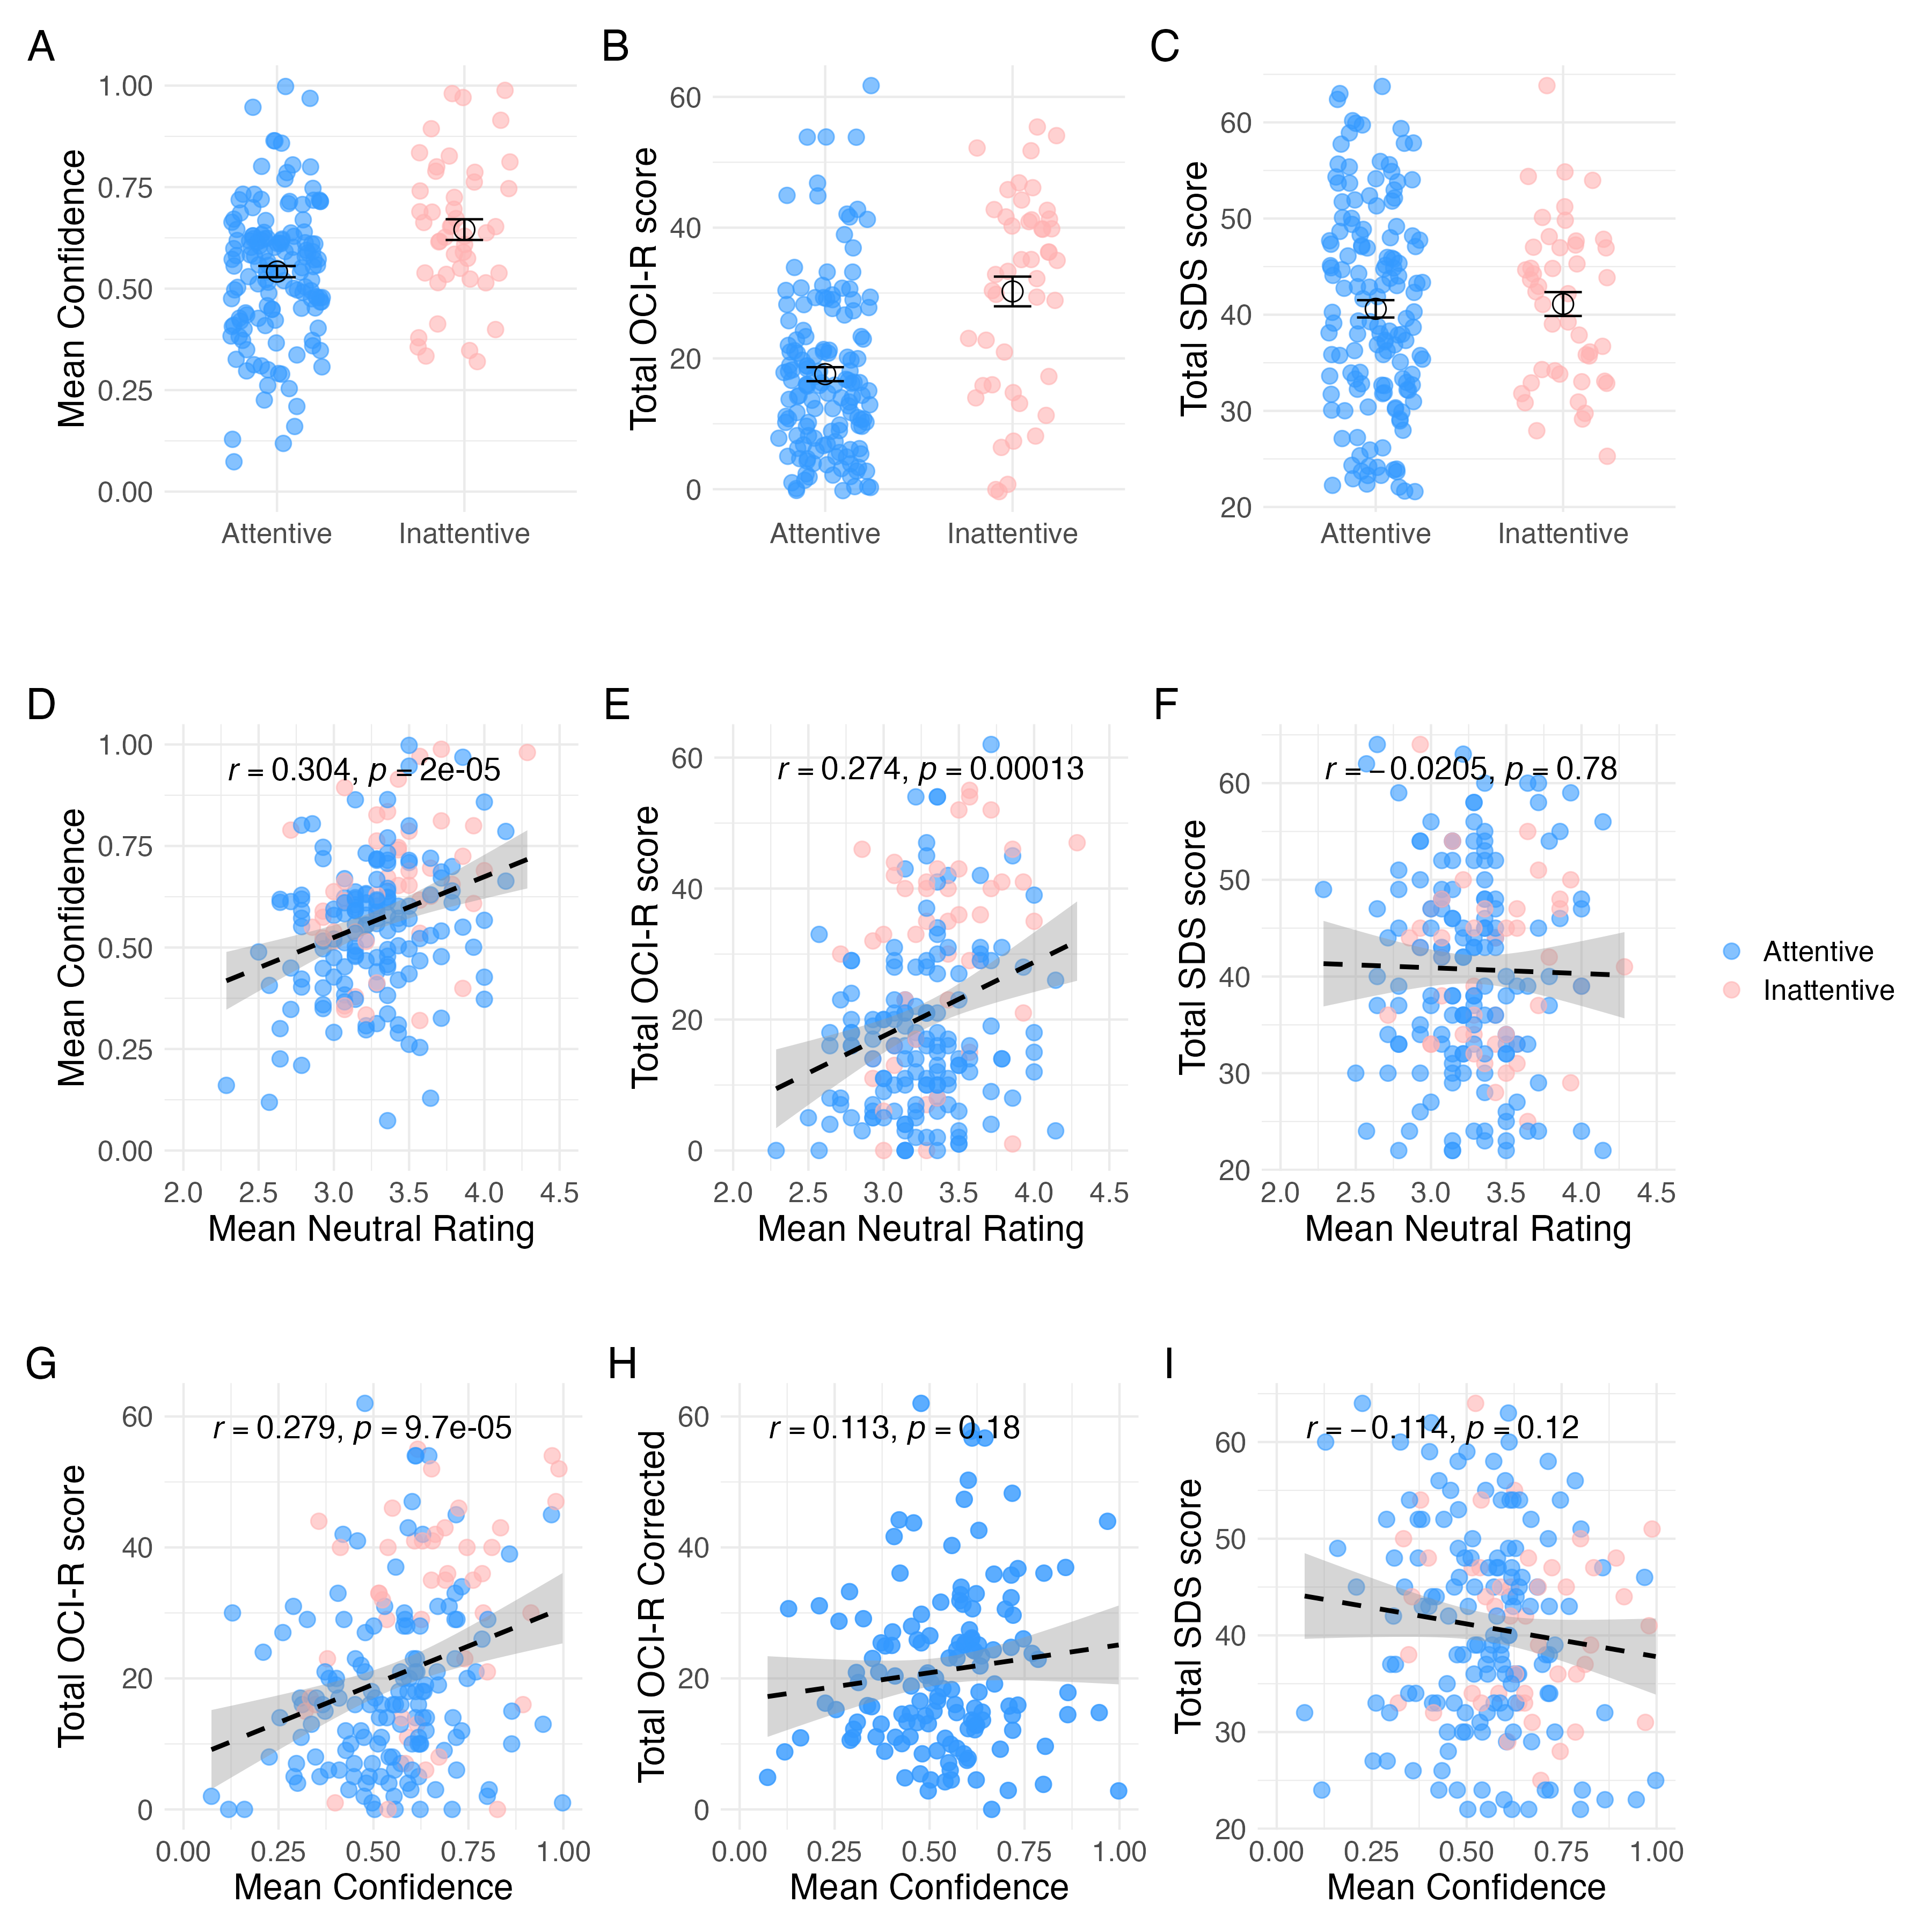 A
B
C
Mean Confidence
1.00
0.75
0.50
0.25
0.00
Attentive
Inattentive
Total OCI-R score
60
40
20
0
Attentive
Inattentive
Total SDS score
60
50
40
30
20
Attentive
Inattentive
D
E
F
r = 0.304, p = 2e-05
Mean Confidence
1.00
0.75
0.50
0.25
0.00
2.0 2.5 3.0 3.5 4.0 4.5
Mean Neutral Rating
r = 0.274, p = 0.00013
Total OCI-R score
60
40
20
0
2.0 2.5 3.0 3.5 4.0 4.5
Mean Neutral Rating
r = −0.0205, p = 0.78
Total SDS score
60
50
40
30
20
2.0 2.5 3.0 3.5 4.0 4.5
Mean Neutral Rating
Attentive
Inattentive
G
H
I
r = 0.279, p = 9.7e-05
Total OCI-R score
60
40
20
0
0.00 0.25 0.50 0.75 1.00
Mean Confidence
r = 0.113, p = 0.18
Total OCI-R Corrected
60
40
20
0
0.00 0.25 0.50 0.75 1.00
Mean Confidence
r = −0.114, p = 0.12
Total SDS score
60
50
40
30
20
0.00 0.25 0.50 0.75 1.00
Mean Confidence